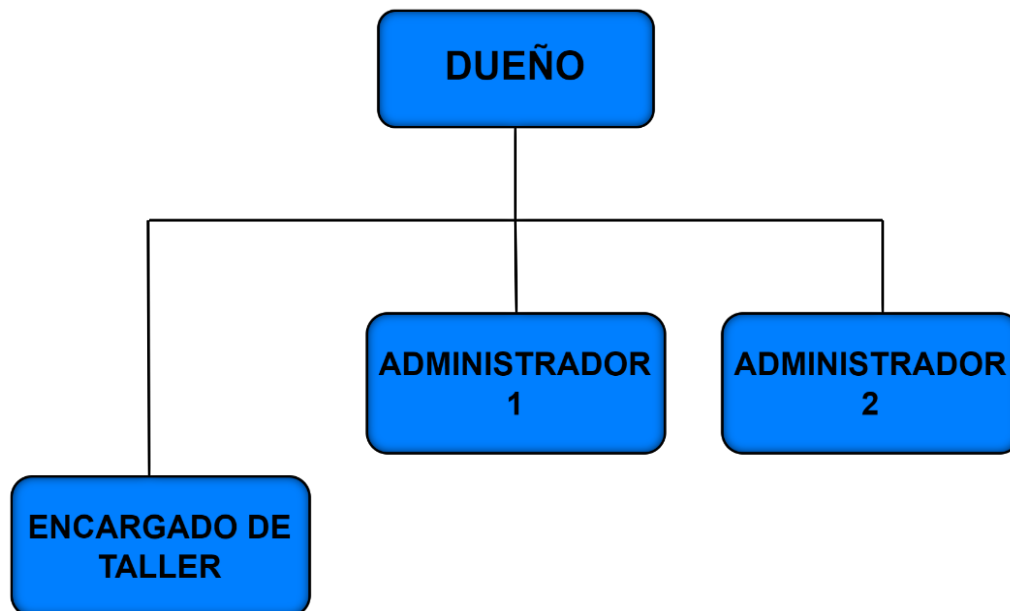 DUEÑO
ADMINISTRADOR
1
ADMINISTRADOR
2
ENCARGADO DE
TALLER